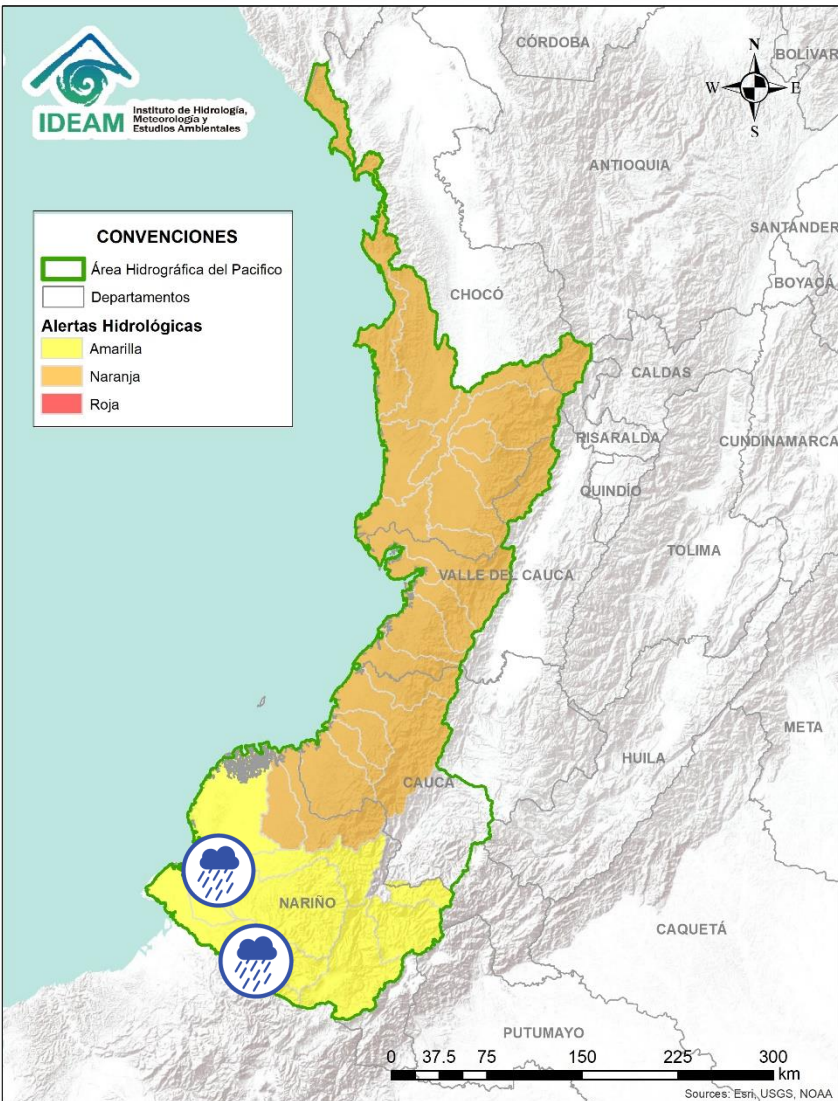 IDEAM
Instituto de Hidrología,
Meteorología y
Estudios Ambientales
N
W E
S
CÓRDOBA
BOLÍVAR
ANTIOQUIA
SANTANDER
BOYACÁ
CHOCÓ
CALDAS
RISARALDA
CUNDINAMARCA
QUINDÍO
TOLIMA
VALLE DEL CAUCA
META
HUILA
CAUCA
NARIÑO
CAQUETÁ
PUTUMAYO
CONVENCIONES
Área Hidrográfica del Pacifico
Departamentos
Alertas Hidrológicas
Amarilla
Naranja
Roja
0 37.5 75 150 225 300
km
Sources: Esri, USGS, NOAA